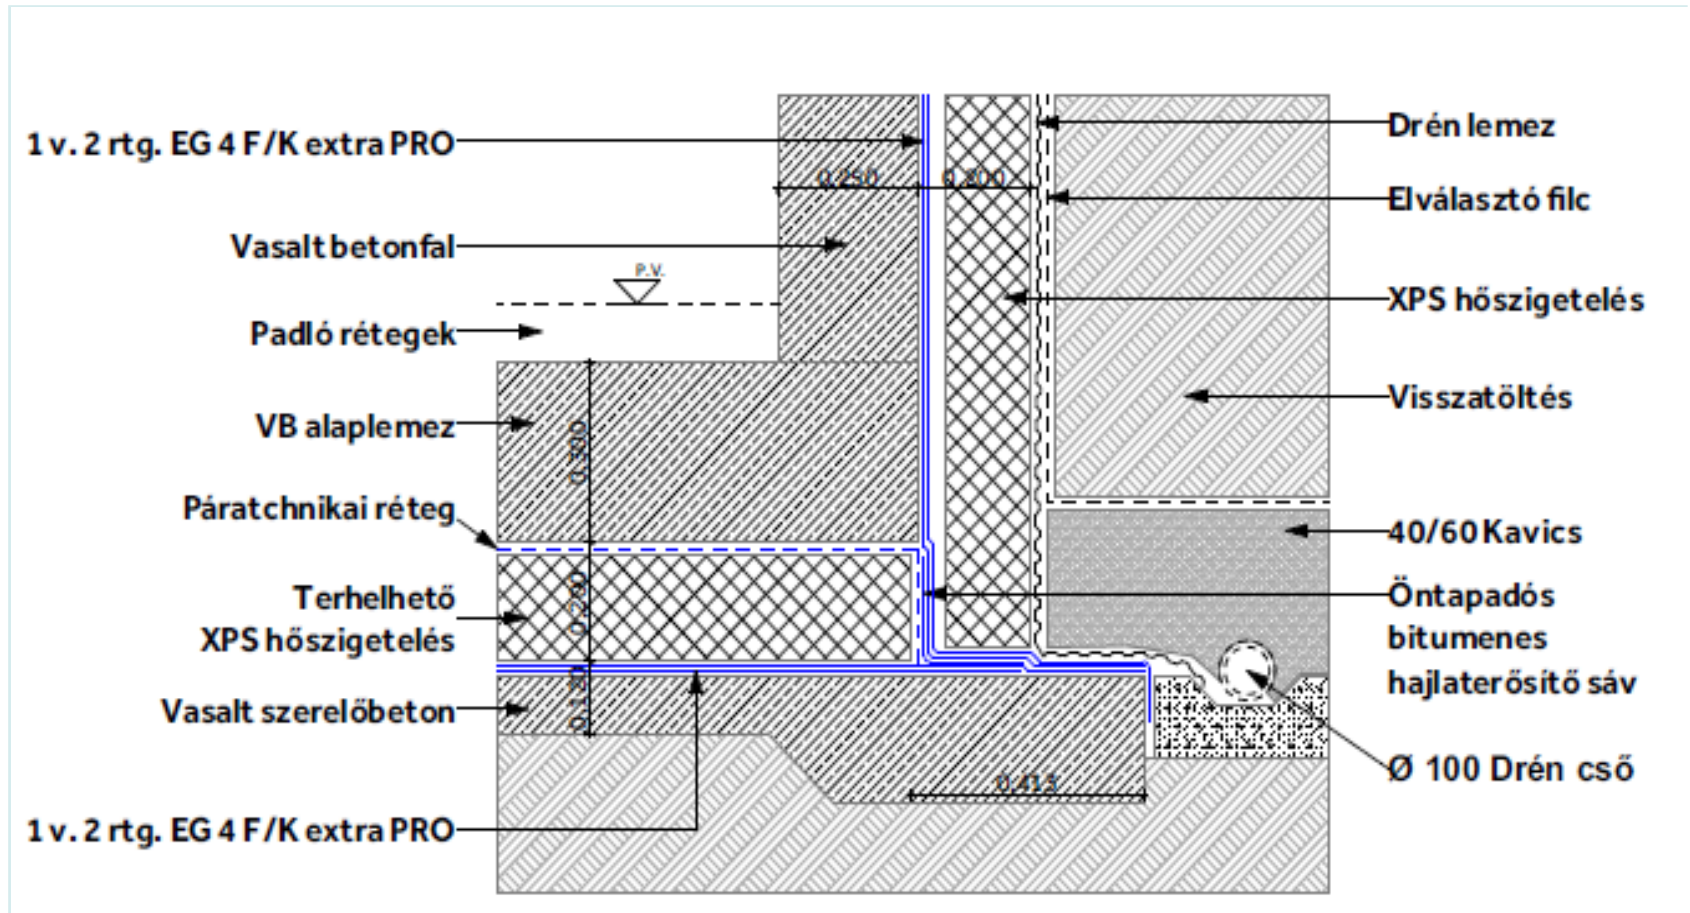 1 v. 2 rtg. EG 4 F/K extra PRO
Vasalt betonfal
P.V.
Padló rétegek
VB alaplemez
Páratchnikai réteg
Terhelhető
XPS hőszigetelés
Vasalt szerelőbeton
1 v. 2 rtg. EG 4 F/K extra PRO
0,250
0,300
0,200
0,413
Drén lemez
Elválasztó filc
XPS hőszigetelés
Visszatöltés
40/60 Kavics
Öntapadós
bitumenes
hajlaterősítő sáv
Ø 100 Drén cső